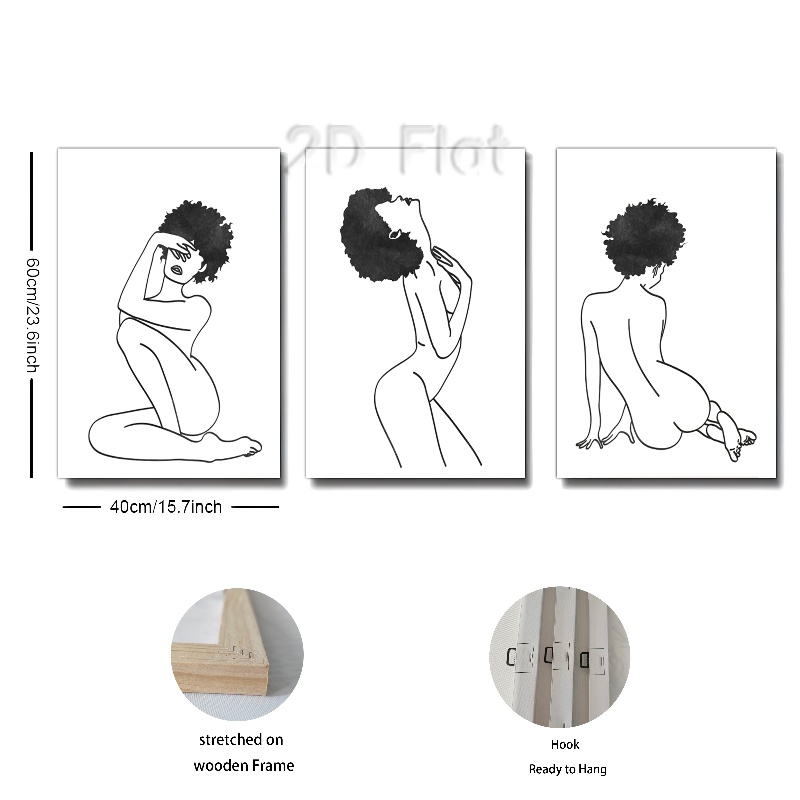 2D Flat
60cm/23.6inch
40cm/15.7inch
stretched on
wooden Frame
Hook
Ready to Hang